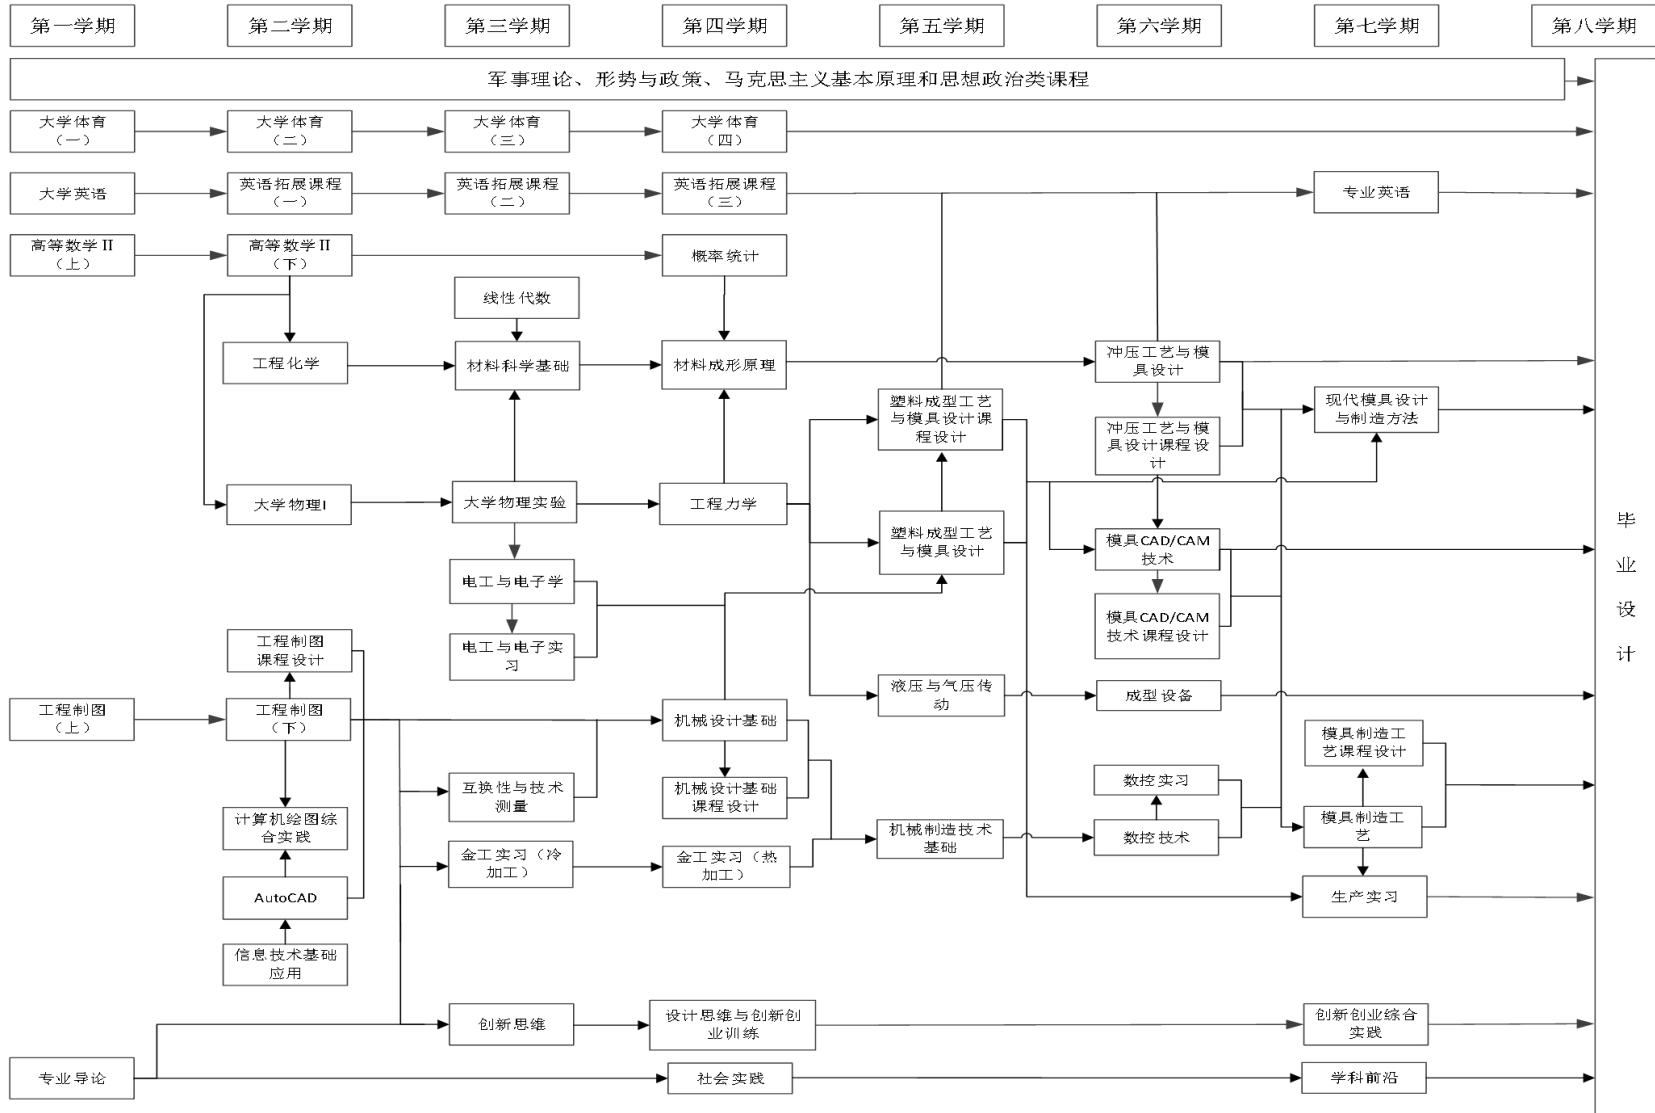 第一学期
第二学期
第三学期
第四学期
第五学期
第六学期
第七学期
第八学期
军事理论、形势与政策、马克思主义基本原理和思想政治类课程
大学体育
（一）
大学体育
（二）
大学体育
（三）
大学体育
（四）
大学英语
英语拓展课程
（一）
英语拓展课程
（二）
英语拓展课程
（三）
专业英语
高等数学Ⅱ
（上）
高等数学Ⅱ
（下）
概率统计
线性代数
工程化学
材料科学基础
材料成形原理
冲压工艺与模
具设计
塑料成型工艺
与模具设计课
程设计
冲压工艺与模
具设计课程设
计
现代模具设计
与制造方法
大学物理I
大学物理实验
工程力学
塑料成型工艺
与模具设计
模具CAD/CAM
技术
电工与电子学
模具CAD/CAM
技术课程设计
电工与电子实
习
工程制图
课程设计
液压与气压传
动
成型设备
工程制图
（上）
工程制图
（下）
机械设计基础
模具制造工
艺课程设计
互换性与技术
测量
机械设计基础
课程设计
数控实习
计算机绘图综
合实践
机械制造技术
基础
数控技术
模具制造工
艺
金工实习（冷
加工）
金工实习（热
加工）
AutoCAD
生产实习
信息技术基础
应用
创新思维
设计思维与创新创
业训练
创新创业综合
实践
专业导论
社会实践
学科前沿
毕
业
设
计